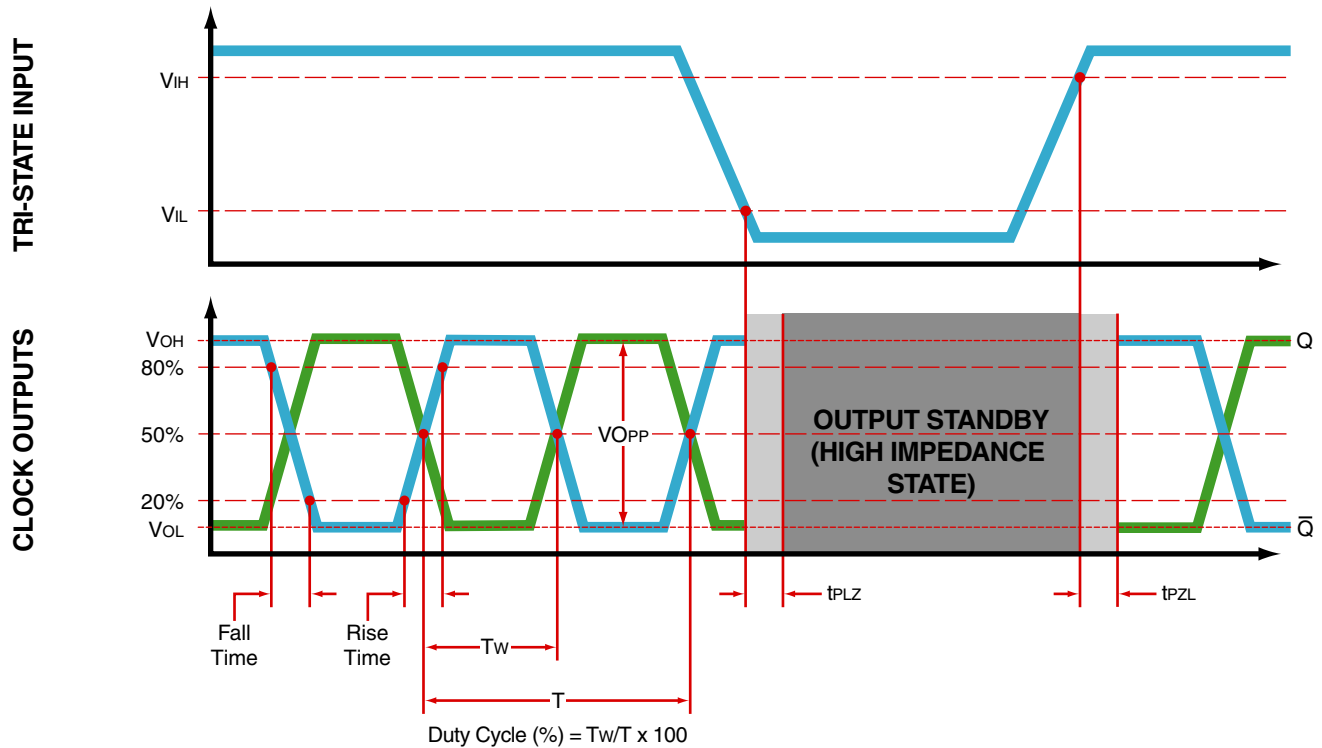 TRI-STATE INPUT
VIH
VIL
CLOCK OUTPUTS
VOH
80%
50%
20%
VOL
VOPP
OUTPUT STANDBY
(HIGH IMPEDANCE
STATE)
Q
Q̅
Fall
Time
Rise
Time
TW
T
tPLZ
tPZL
Duty Cycle (%) = TW/T x 100